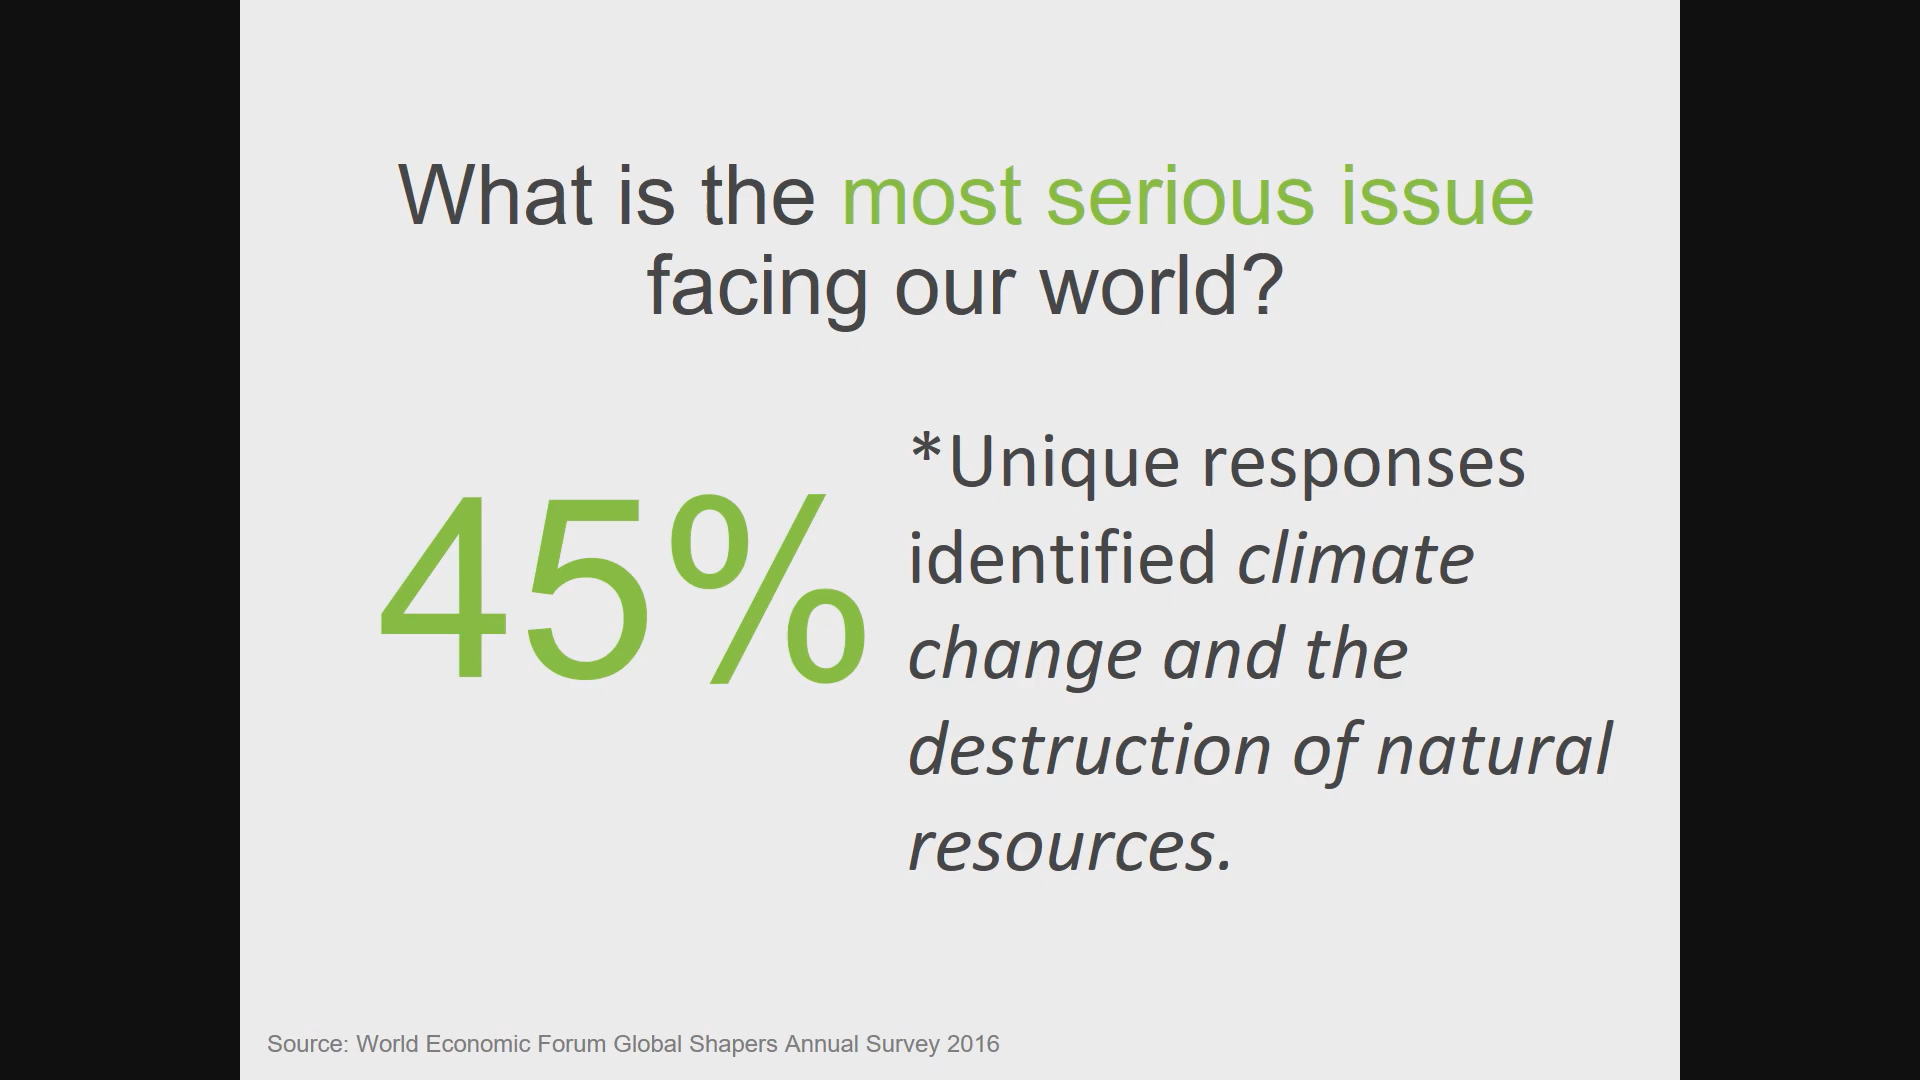 What is the most serious issue
facing our world?
45%
*Unique responses
identified climate
change and the
destruction of natural
resources.
Source: World Economic Forum Global Shapers Annual Survey 2016